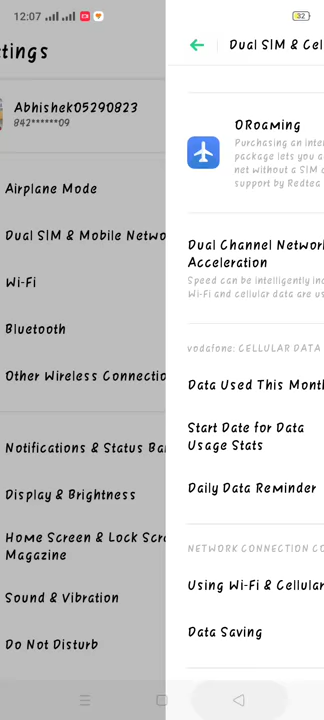 12:07
32
ttings
Dual SIM & Cel
Abhishek05290823
842******09
ORoaming
Purchasing an inter
package lets you a
net without a SIM c
support by Redtea
Airplane Mode
Dual SIM & Mobile Netwo
Dual Channel Network
Acceleration
Speed can be intelligently inc
Wi-Fi and cellular data are us
Wi-Fi
Bluetooth
vodafone: CELLULAR DATA
Other Wireless Connectio
Data Used This Month
Start Date for Data
Usage Stats
Notifications & Status Ba
Daily Data Reminder
Display & Brightness
NETWORK CONNECTION CO
Home Screen & Lock Scre
Magazine
Using Wi-Fi & Cellular
Sound & Vibration
Data Saving
Do Not Disturb